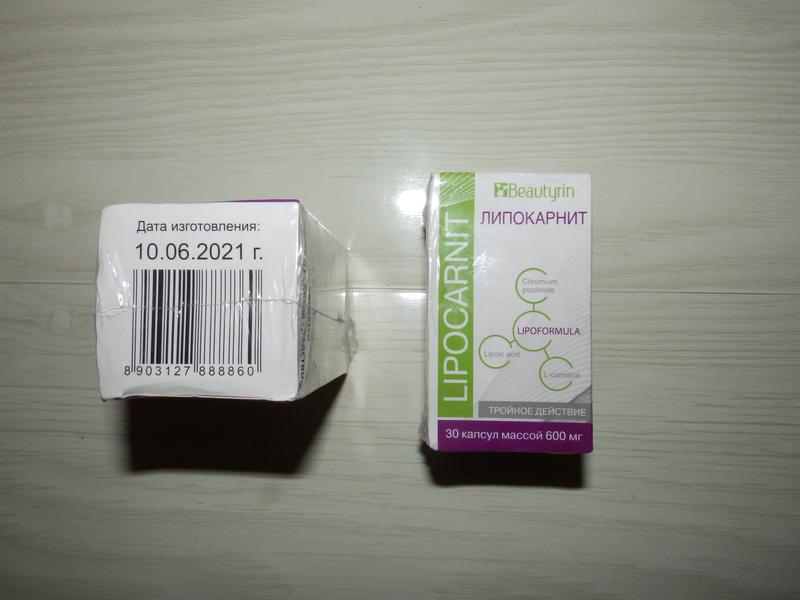 Дата изготовления:
10.06.2021 г.
8 903127 888860
Beautyrin
ЛИПОКАРНИТ
LIPOCARNIT
Chromium
picolinate
LIPOFORMULA
Lipoic acid
L-carnitine
ТРОЙНОЕ ДЕЙСТВИЕ
30 капсул массой 600 мг